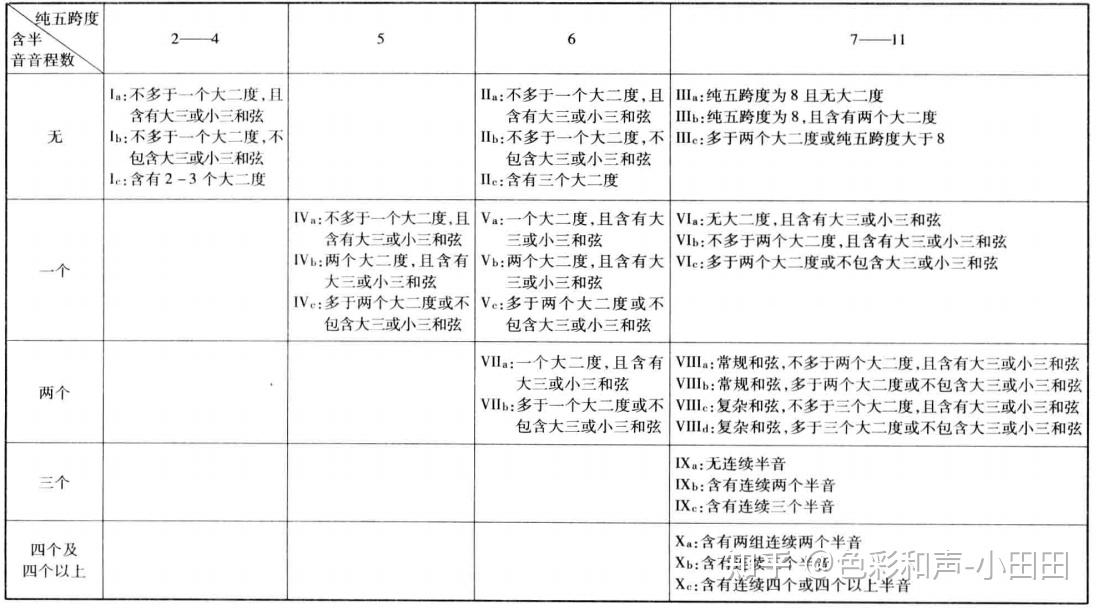 纯五跨度
含半
音音程数
2——4
5
6
7——11
无
Ia:不多于一个大二度,且
含有大三或小三和弦
Ib:不多于一个大二度,不
包含大三或小三和弦
Ic:含有2-3个大二度
IIa:不多于一个大二度,且
含有大三或小三和弦
IIb:不多于一个大二度,不
包含大三或小三和弦
IIc:含有三个大二度
IIIa:纯五跨度为8且无大二度
IIIb:纯五跨度为8,且含有两个大二度
IIIc:多于两个大二度或纯五跨度大于8
一个
IVa:不多于一个大二度,且
含有大三或小三和弦
IVb:两个大二度,且含有
大三或小三和弦
IVc:多于两个大二度或不
包含大三或小三和弦
Va:一个大二度,且含有大
三或小三和弦
Vb:两个大二度,且含有大
三或小三和弦
Vc:多于两个大二度或不
包含大三或小三和弦
VIa:无大二度,且含有大三或小三和弦
VIb:不多于两个大二度,且含有大三或小三和弦
VIc:多于两个大二度或不包含大三或小三和弦
两个
VIIa:一个大二度,且含有
大三或小三和弦
VIIb:多于一个大二度或不
包含大三或小三和弦
VIIIa:常规和弦,不多于两个大二度,且含有大三或小三和弦
VIIIb:常规和弦,多于两个大二度或不包含大三或小三和弦
VIIIc:复杂和弦,不多于三个大二度,且含有大三或小三和弦
VIIId:复杂和弦,多于三个大二度或不包含大三或小三和弦
三个
IXa:无连续半音
IXb:含有连续两个半音
IXc:含有连续三个半音
四个及
四个以上
Xa:含有两组连续两个半音
Xb:含有连续三个半音
Xc:含有连续四个或四个以上半音
知乎 @色彩和声-小田田